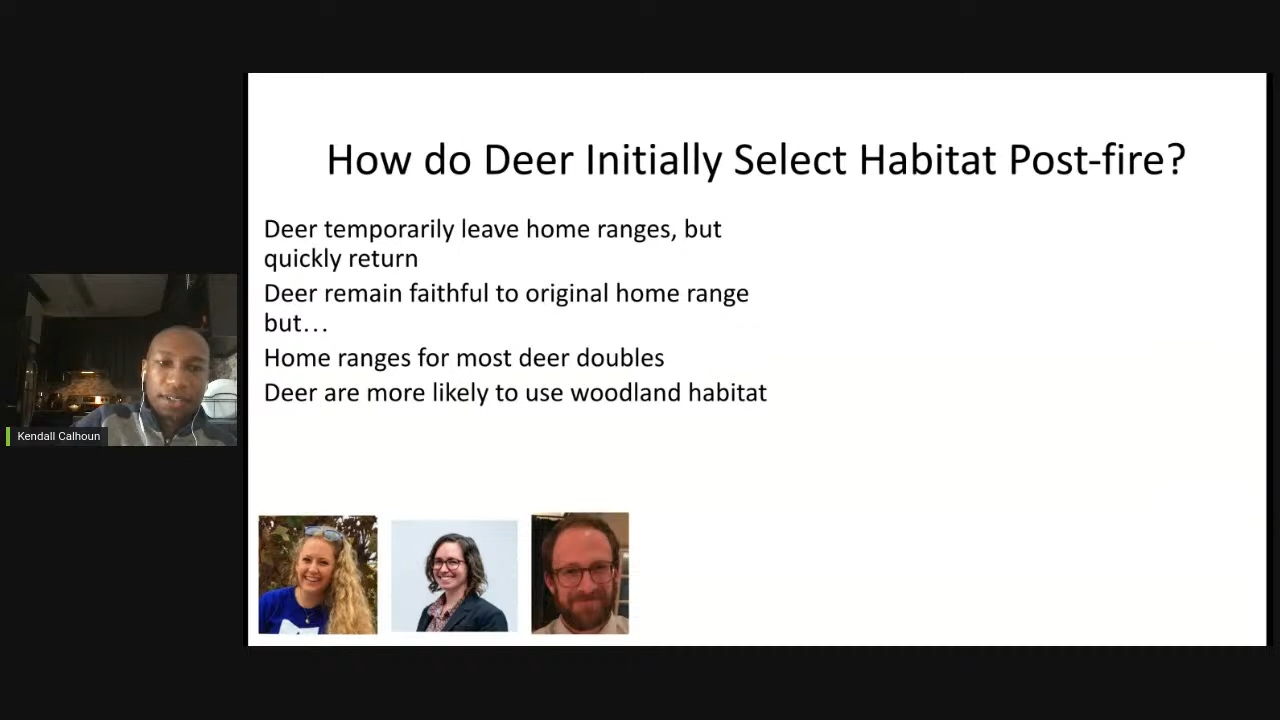 How do Deer Initially Select Habitat Post-fire?
Deer temporarily leave home ranges, but
quickly return
Deer remain faithful to original home range
but…
Home ranges for most deer doubles
Deer are more likely to use woodland habitat
Kendall Calhoun